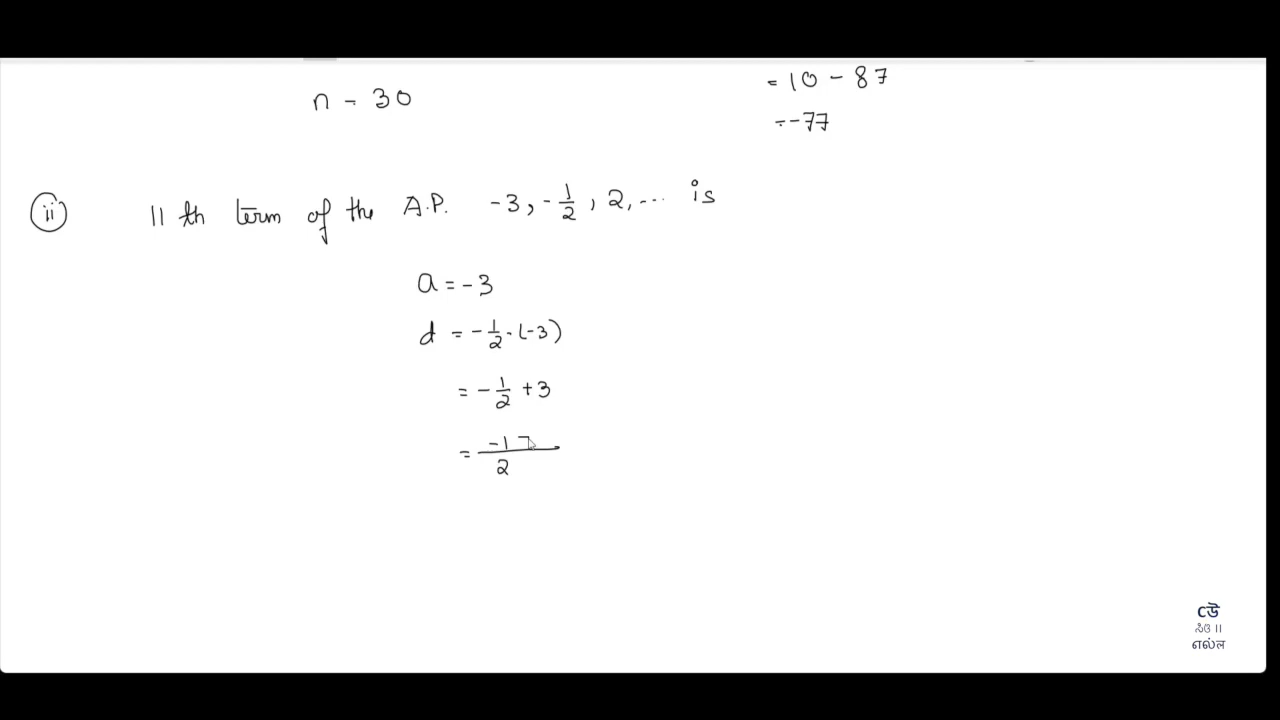 n = 30
= 10 - 87
= -77
ii 11 th term of the A.P. -3, -1/2, 2, ... is
a = -3
d = -1/2 - (-3)
= -1/2 + 3
= -1
2